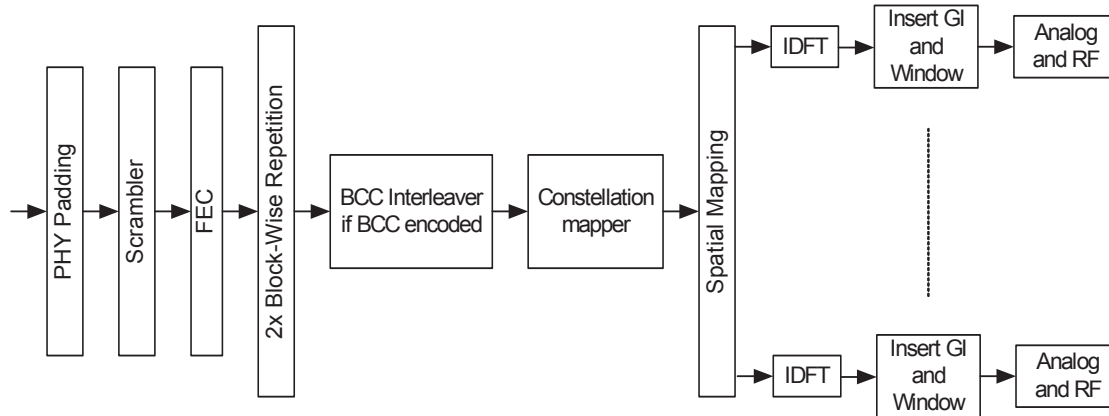 PHY Padding
Scrambler
FEC
2x Block-Wise Repetition
BCC Interleaver
if BCC encoded
Constellation
mapper
Spatial Mapping
IDFT
Insert GI
and
Window
Analog
and RF
IDFT
Insert GI
and
Window
Analog
and RF